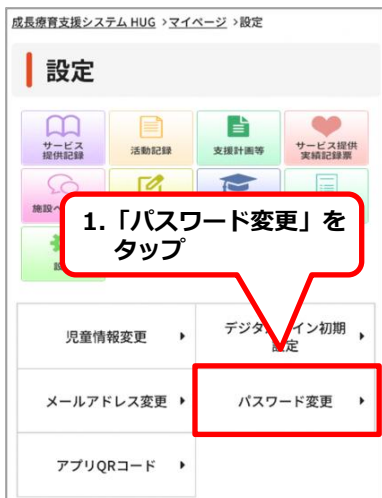 成長療育支援システム HUG >マイページ >設定
設定
サービス
提供記録
活動記録
支援計画等
サービス提供
実績記録票
1.「パスワード変更」を
タップ
児童情報変更
デジタ
イン初期
設定
メールアドレス変更
パスワード変更
アプリQRコード